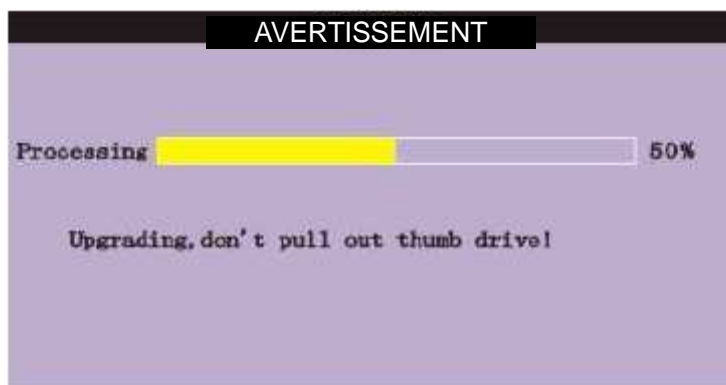 AVERTISSEMENT
Processing 50%
Upgrading,don't pull out thumb drive!